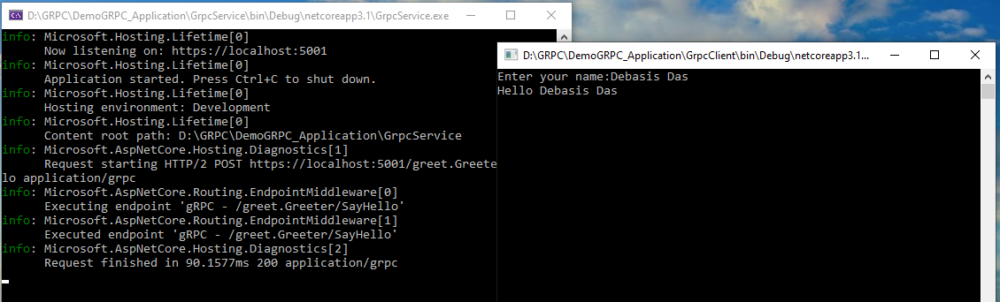 D:\GRPC\DemoGRPC_Application\GrpcService\bin\Debug\netcoreapp3.1\GrpcService.exe
info: Microsoft.Hosting.Lifetime[0]
Now listening on: https://localhost:5001
info: Microsoft.Hosting.Lifetime[0]
Application started. Press Ctrl+C to shut down.
info: Microsoft.Hosting.Lifetime[0]
Hosting environment: Development
info: Microsoft.Hosting.Lifetime[0]
Content root path: D:\GRPC\DemoGRPC_Application\GrpcService
info: Microsoft.AspNetCore.Hosting.Diagnostics[1]
Request starting HTTP/2 POST https://localhost:5001/greet.Greete
lo application/grpc
info: Microsoft.AspNetCore.Routing.EndpointMiddleware[0]
Executing endpoint 'gRPC - /greet.Greeter/SayHello'
info: Microsoft.AspNetCore.Routing.EndpointMiddleware[1]
Executed endpoint 'gRPC - /greet.Greeter/SayHello'
info: Microsoft.AspNetCore.Hosting.Diagnostics[2]
Request finished in 90.1577ms 200 application/grpc
D:\GRPC\DemoGRPC_Application\GrpcClient\bin\Debug\netcoreapp3.1...
Enter your name:Debasis Das
Hello Debasis Das